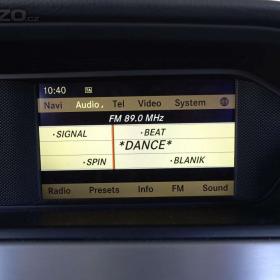 zo.cz
10:40
Navi Audio Tel Video System
FM 89.0 MHz
·SIGNAL ·BEAT
*DANCE*
·SPIN ·BLANIK
Radio Presets Info FM Sound